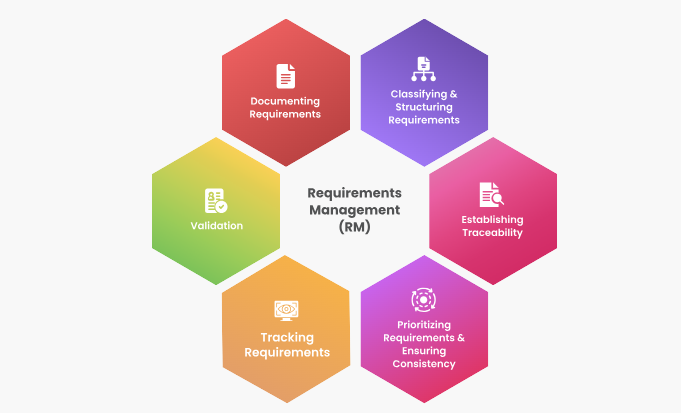 Documenting
Requirements
Classifying &
Structuring
Requirements
Validation
Requirements
Management
(RM)
Establishing
Traceability
Tracking
Requirements
Prioritizing
Requirements &
Ensuring
Consistency